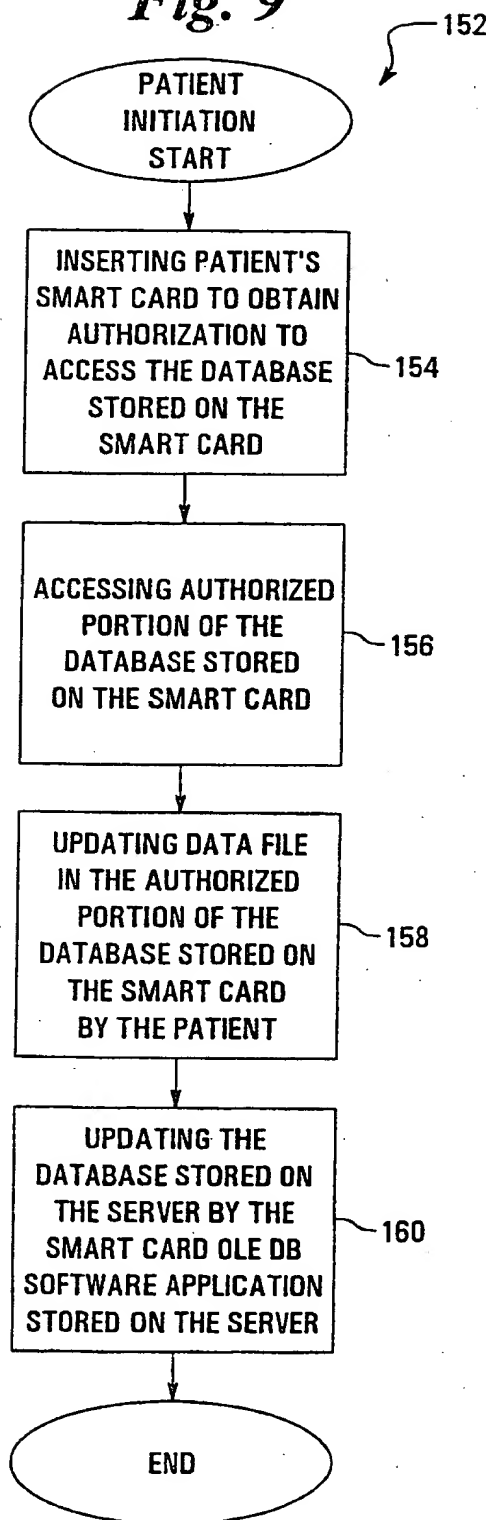 Fig. 9
152
PATIENT
INITIATION
START
INSERTING PATIENT'S
SMART CARD TO OBTAIN
AUTHORIZATION TO
ACCESS THE DATABASE
STORED ON THE
SMART CARD
154
ACCESSING AUTHORIZED
PORTION OF THE
DATABASE STORED
ON THE SMART CARD
156
UPDATING DATA FILE
IN THE AUTHORIZED
PORTION OF THE
DATABASE STORED ON
THE SMART CARD
BY THE PATIENT
158
UPDATING THE
DATABASE STORED ON
THE SERVER BY THE
SMART CARD OLE DB
SOFTWARE APPLICATION
STORED ON THE SERVER
160
END